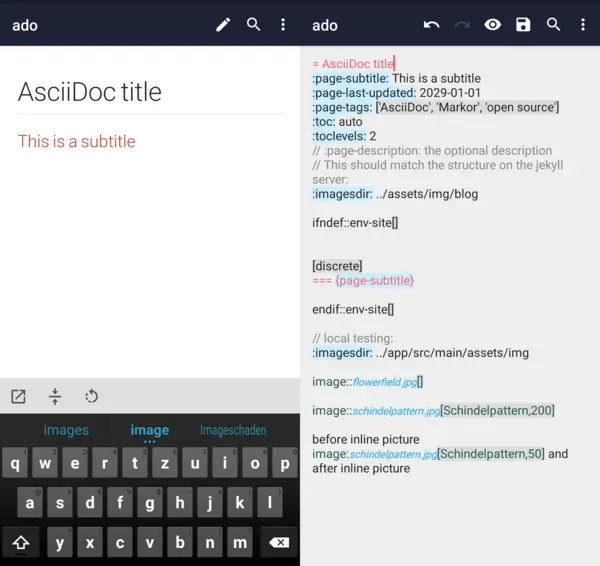 ado
AsciiDoc title
This is a subtitle
images image Imageschaden
q w e r t z u i o p
a s d f g h j k l
y x c v b n m
ado
= AsciiDoc title
:page-subtitle: This is a subtitle
:page-last-updated: 2029-01-01
:page-tags: ['AsciiDoc', 'Markor', 'open source']
:toc: auto
:toclevels: 2
// :page-description: the optional description
// This should match the structure on the jekyll
server:
:imagesdir: ../assets/img/blog
ifndef::env-site[]
[discrete]
=== {page-subtitle}
endif::env-site[]
// local testing:
:imagesdir: ../app/src/main/assets/img
image::flowerfield.jpg[]
image::schindelpattern.jpg[Schindelpattern,200]
before inline picture
image:schindelpattern.jpg[Schindelpattern,50] and
after inline picture